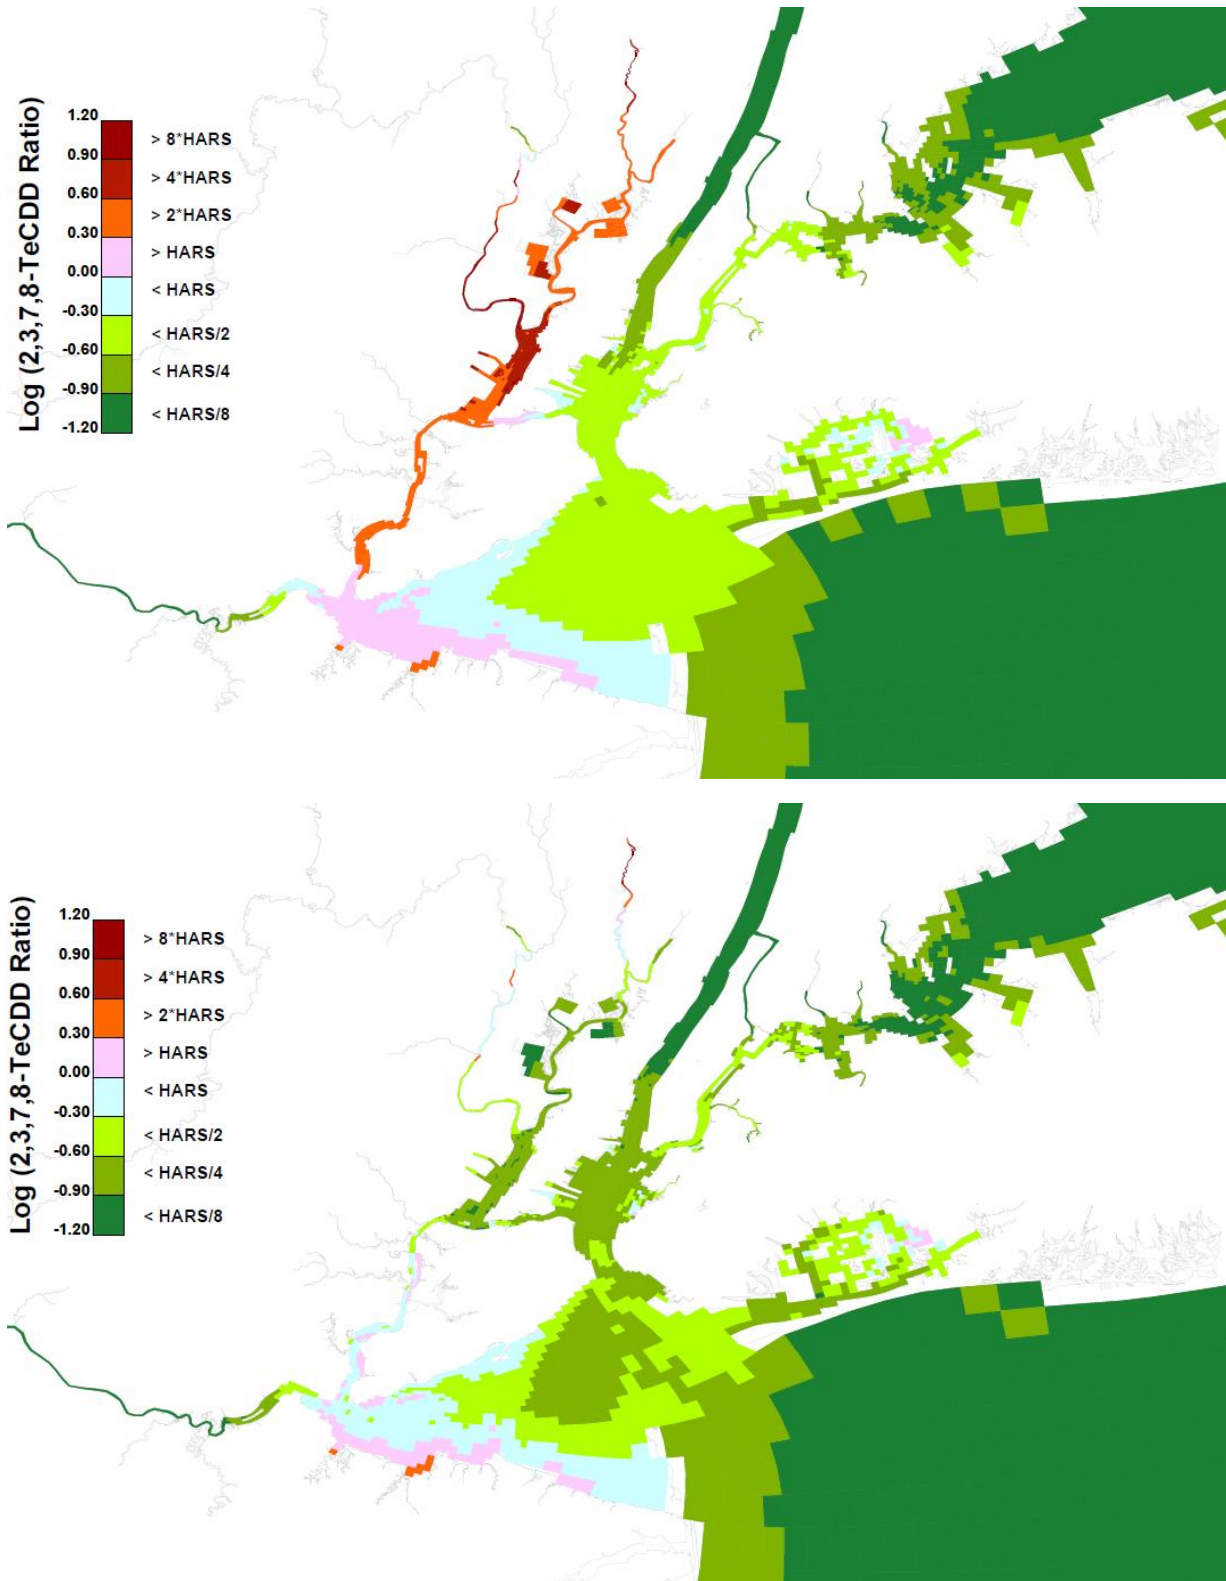 Log (2,3,7,8-TeCDD Ratio)
1.20
> 8*HARS
0.90
> 4*HARS
0.60
> 2*HARS
0.30
> HARS
0.00
< HARS
-0.30
< HARS/2
-0.60
< HARS/4
-0.90
< HARS/8
-1.20
Log (2,3,7,8-TeCDD Ratio)
1.20
> 8*HARS
0.90
> 4*HARS
0.60
> 2*HARS
0.30
> HARS
0.00
< HARS
-0.30
< HARS/2
-0.60
< HARS/4
-0.90
< HARS/8
-1.20